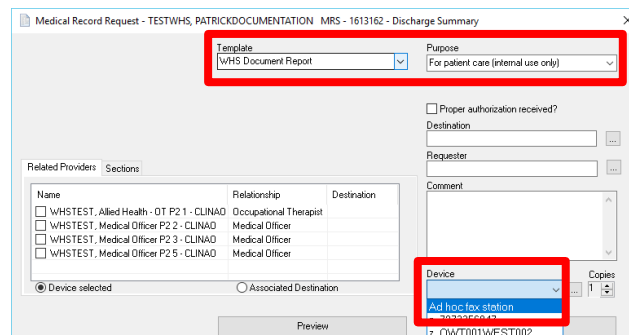 Medical Record Request - TESTWHS, PATRICKDOCUMENTATION MRS - 1613162 - Discharge Summary
Template
Purpose
WHS Document Report
For patient care (internal use only)
Proper authorization received?
Destination
...
Requester
...
Related Providers Sections
Comment
Name Relationship Destination
WHSTEST, Allied Health - OT P2 1 - CLINAO Occupational Therapist
WHSTEST, Medical Officer P2 2 - CLINAO Medical Officer
WHSTEST, Medical Officer P2 3 - CLINAO Medical Officer
WHSTEST, Medical Officer P2 5 - CLINAO Medical Officer
Device Copies
Device selected Associated Destination
... 1
Ad hoc fax station
Preview
z_OWT001WEST002